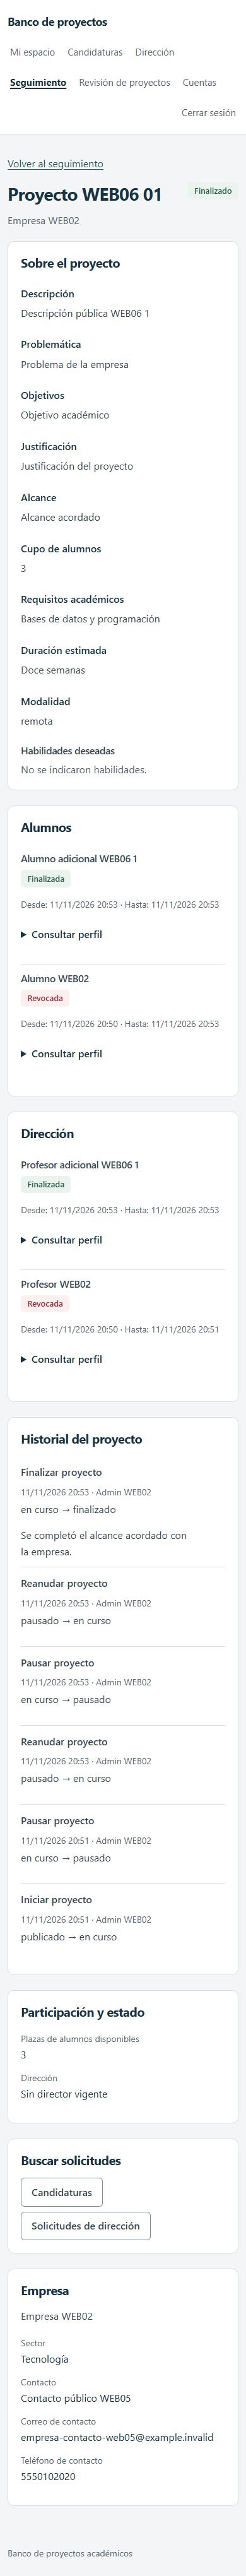 Banco de proyectos
Mi espacio Candidaturas Dirección
Seguimiento Revisión de proyectos Cuentas
Cerrar sesión
Volver al seguimiento
Proyecto WEB06 01 Finalizado
Empresa WEB02
Sobre el proyecto
Descripción
Descripción pública WEB06 1
Problemática
Problema de la empresa
Objetivos
Objetivo académico
Justificación
Justificación del proyecto
Alcance
Alcance acordado
Cupo de alumnos
3
Requisitos académicos
Bases de datos y programación
Duración estimada
Doce semanas
Modalidad
remota
Habilidades deseadas
No se indicaron habilidades.
Alumnos
Alumno adicional WEB06 1
Finalizada
Desde: 11/11/2026 20:53 · Hasta: 11/11/2026 20:53
Consultar perfil
Alumno WEB02
Revocada
Desde: 11/11/2026 20:50 · Hasta: 11/11/2026 20:53
Consultar perfil
Dirección
Profesor adicional WEB06 1
Finalizada
Desde: 11/11/2026 20:53 · Hasta: 11/11/2026 20:53
Consultar perfil
Profesor WEB02
Revocada
Desde: 11/11/2026 20:50 · Hasta: 11/11/2026 20:51
Consultar perfil
Historial del proyecto
Finalizar proyecto
11/11/2026 20:53 · Admin WEB02
en curso → finalizado
Se completó el alcance acordado con
la empresa.
Reanudar proyecto
11/11/2026 20:53 · Admin WEB02
pausado → en curso
Pausar proyecto
11/11/2026 20:53 · Admin WEB02
en curso → pausado
Reanudar proyecto
11/11/2026 20:53 · Admin WEB02
pausado → en curso
Pausar proyecto
11/11/2026 20:51 · Admin WEB02
en curso → pausado
Iniciar proyecto
11/11/2026 20:51 · Admin WEB02
publicado → en curso
Participación y estado
Plazas de alumnos disponibles
3
Dirección
Sin director vigente
Buscar solicitudes
Candidaturas
Solicitudes de dirección
Empresa
Empresa WEB02
Sector
Tecnología
Contacto
Contacto público WEB05
Correo de contacto
empresa-contacto-web05@example.invalid
Teléfono de contacto
5550102020
Banco de proyectos académicos